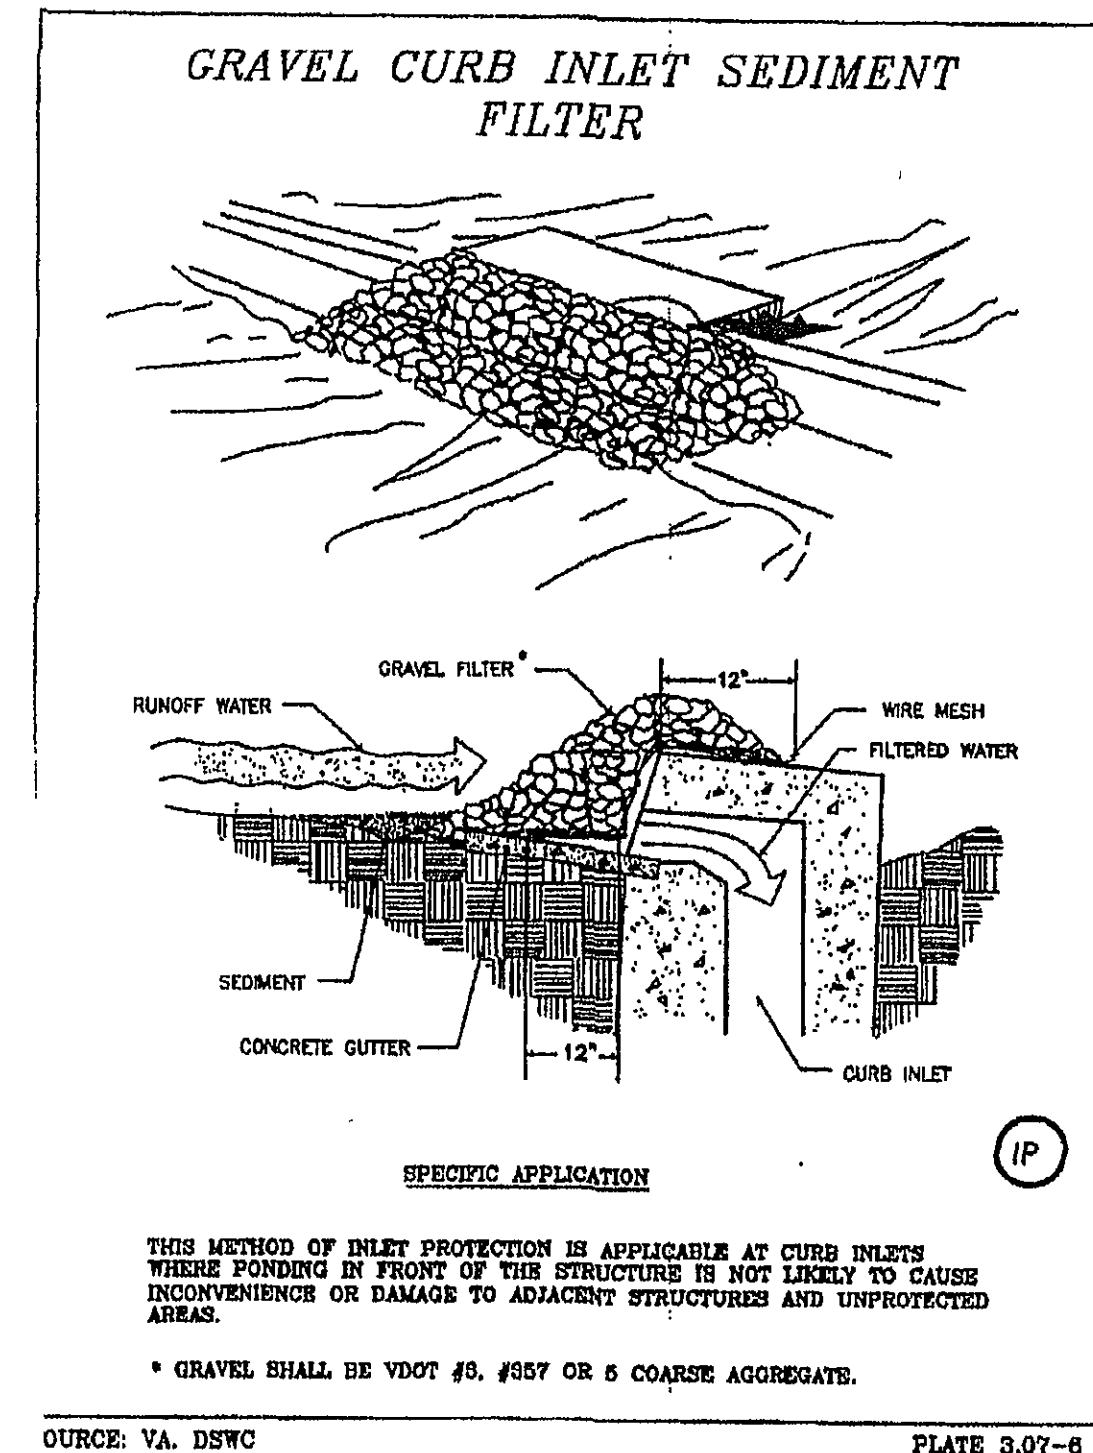 GRAVEL CURB INLET SEDIMENT
FILTER
GRAVEL FILTER*
12"
RUNOFF WATER
WIRE MESH
FILTERED WATER
SEDIMENT
CONCRETE GUTTER
12"
CURB INLET
IP
SPECIFIC APPLICATION
THIS METHOD OF INLET PROTECTION IS APPLICABLE AT CURB INLETS
WHERE PONDING IN FRONT OF THE STRUCTURE IS NOT LIKELY TO CAUSE
INCONVENIENCE OR DAMAGE TO ADJACENT STRUCTURES AND UNPROTECTED
AREAS.
* GRAVEL SHALL BE VDOT #3, #357 OR 5 COARSE AGGREGATE.
OURCE: VA. DSWC
PLATE 3.07-6